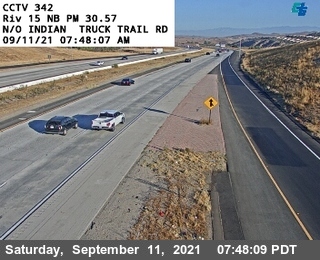 CCTV 342
Riv 15 NB PM 30.57
N/O INDIAN  TRUCK TRAIL RD
09/11/21 07:48:07 AM
Saturday, September 11, 2021 07:48:09 PDT